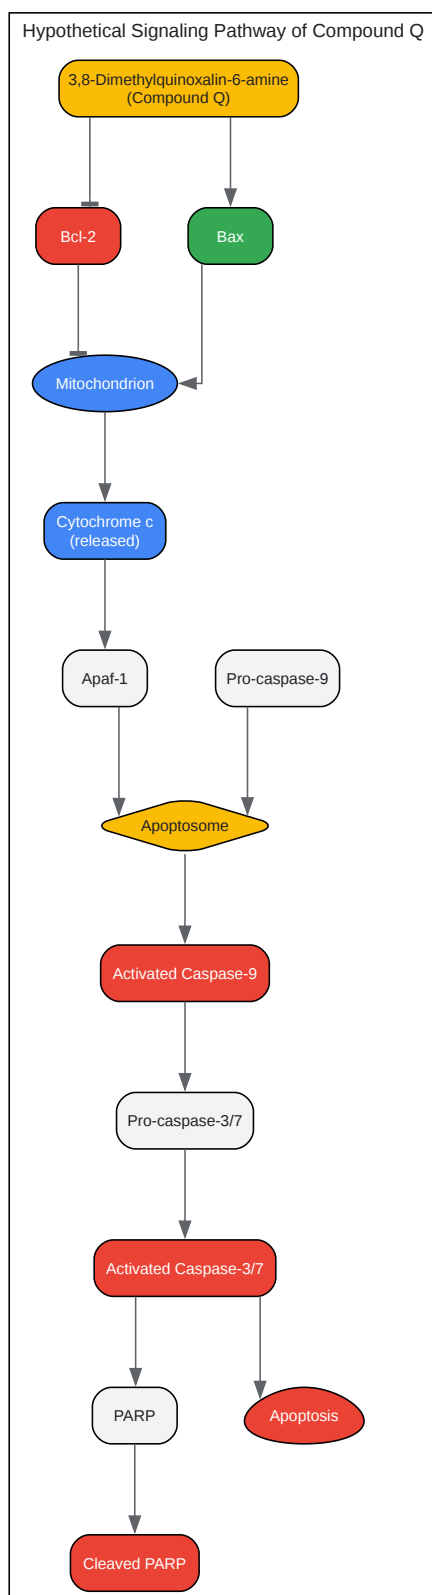 Hypothetical Signaling Pathway of Compound Q
3,8-Dimethylquinoxalin-6-amine
(Compound Q)
Bcl-2
Bax
Mitochondrion
Cytochrome c
(released)
Apaf-1
Pro-caspase-9
Apoptosome
Activated Caspase-9
Pro-caspase-3/7
Activated Caspase-3/7
PARP
Apoptosis
Cleaved PARP